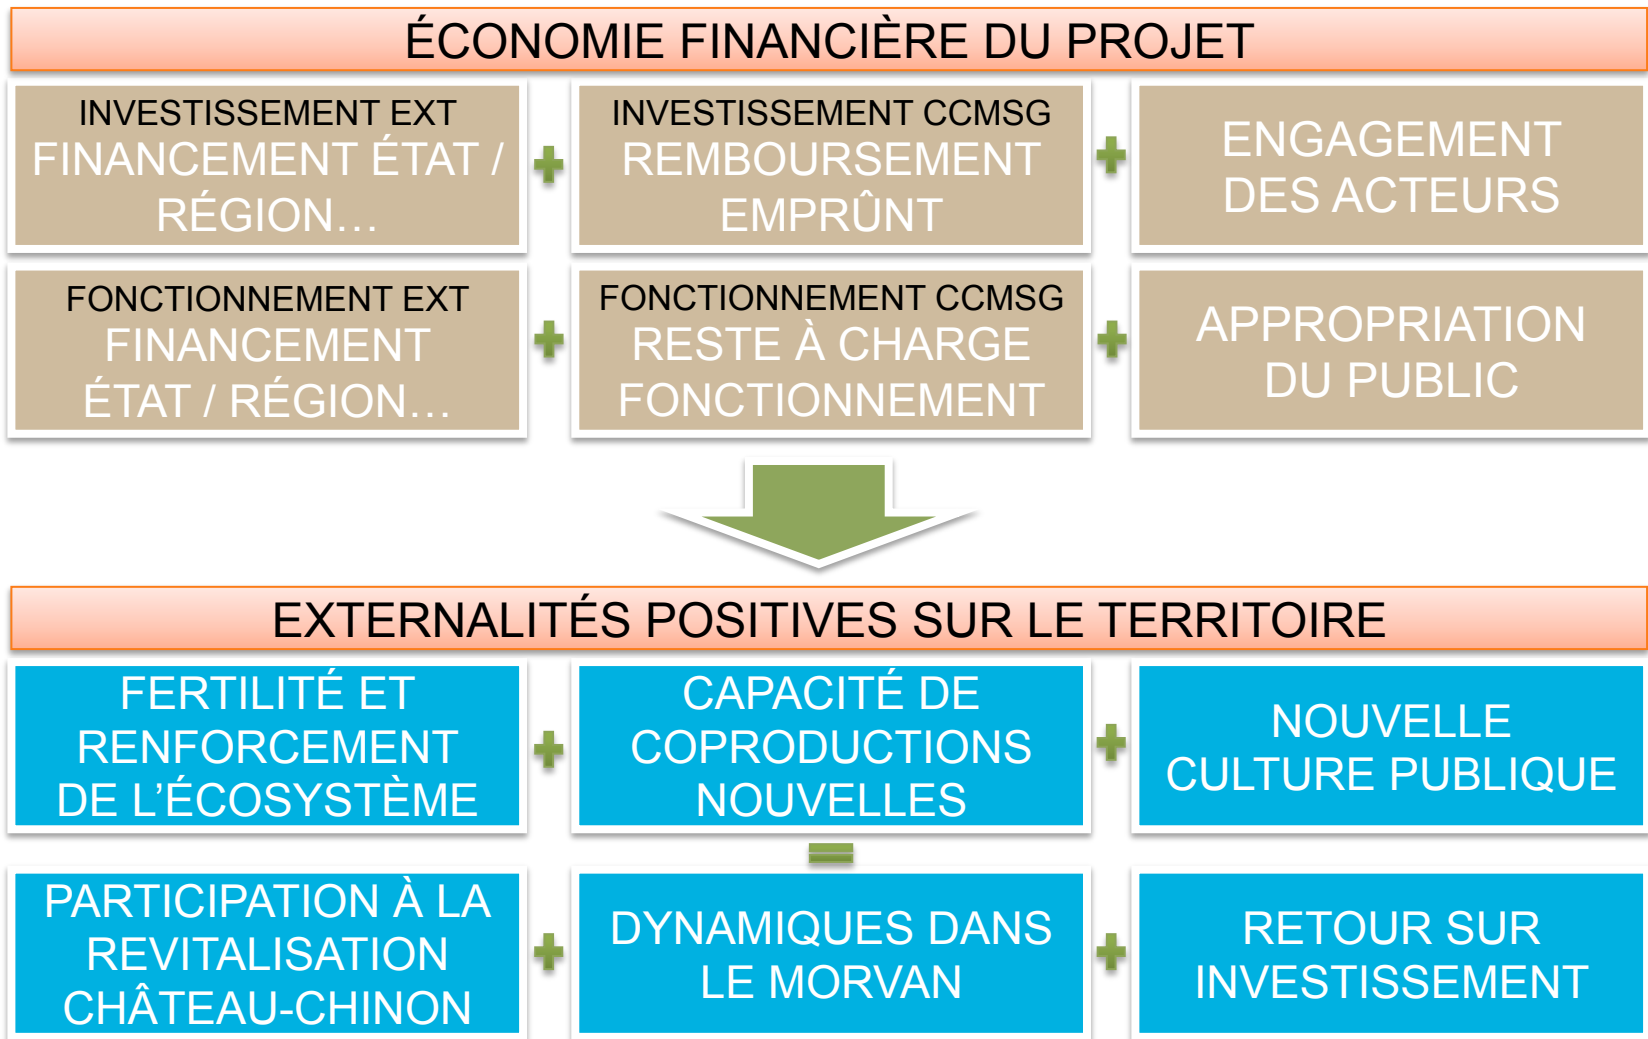 ÉCONOMIE FINANCIÈRE DU PROJET
INVESTISSEMENT EXT
FINANCEMENT ÉTAT /
RÉGION…
INVESTISSEMENT CCMSG
REMBOURSEMENT
EMPRÛNT
ENGAGEMENT
DES ACTEURS
FONCTIONNEMENT EXT
FINANCEMENT
ÉTAT / RÉGION…
FONCTIONNEMENT CCMSG
RESTE À CHARGE
FONCTIONNEMENT
APPROPRIATION
DU PUBLIC
EXTERNALITÉS POSITIVES SUR LE TERRITOIRE
FERTILITÉ ET
RENFORCEMENT
DE L’ÉCOSYSTÈME
CAPACITÉ DE
COPRODUCTIONS
NOUVELLES
NOUVELLE
CULTURE PUBLIQUE
PARTICIPATION À LA
REVITALISATION
CHÂTEAU-CHINON
DYNAMIQUES DANS
LE MORVAN
RETOUR SUR
INVESTISSEMENT